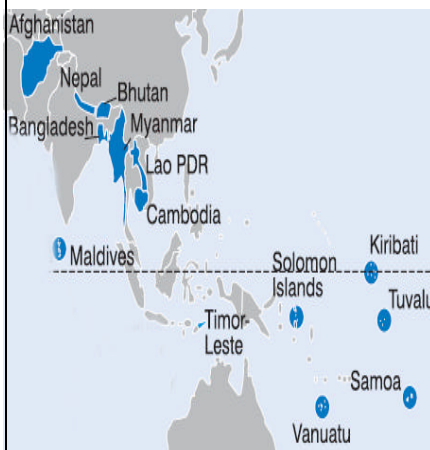 Afghanistan
Nepal
Bhutan
Bangladesh
Myanmar
Lao PDR
Cambodia
Maldives
Kiribati
Solomon
Islands
Tuvalu
Timor-
Leste
Samoa
Vanuatu